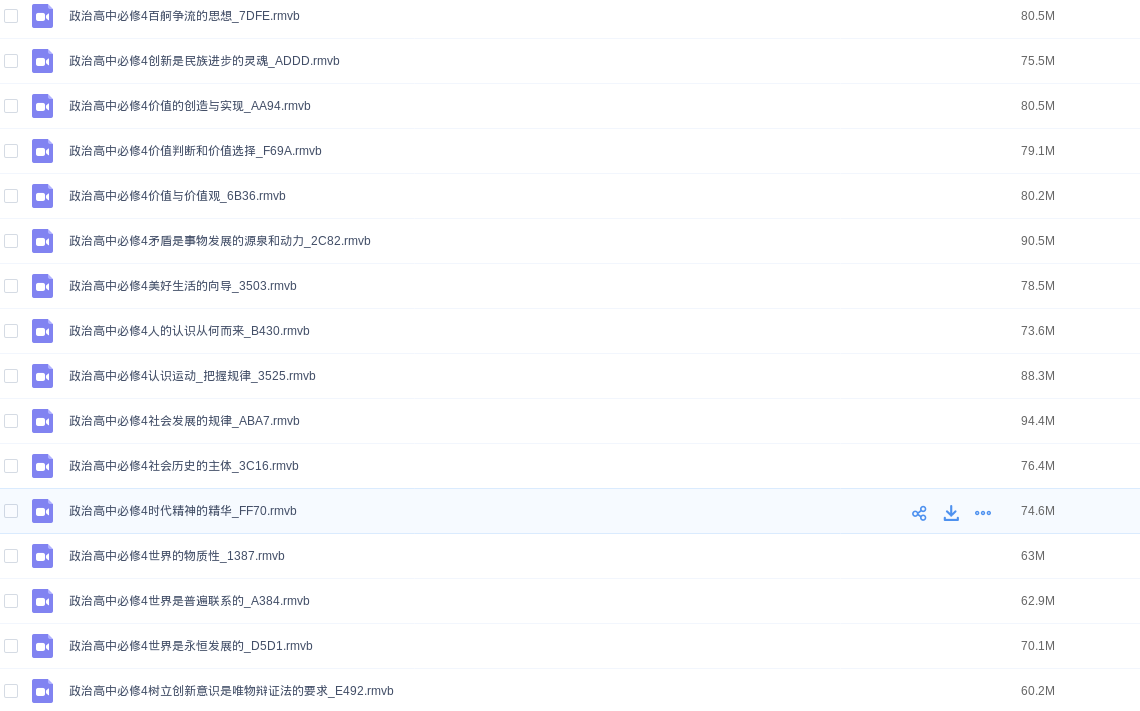 政治高中必修4百舸争流的思想_7DFE.rmvb 80.5M
政治高中必修4创新是民族进步的灵魂_ADDD.rmvb 75.5M
政治高中必修4价值的创造与实现_AA94.rmvb 80.5M
政治高中必修4价值判断和价值选择_F69A.rmvb 79.1M
政治高中必修4价值与价值观_6B36.rmvb 80.2M
政治高中必修4矛盾是事物发展的源泉和动力_2C82.rmvb 90.5M
政治高中必修4美好生活的向导_3503.rmvb 78.5M
政治高中必修4人的认识从何而来_B430.rmvb 73.6M
政治高中必修4认识运动_把握规律_3525.rmvb 88.3M
政治高中必修4社会发展的规律_ABA7.rmvb 94.4M
政治高中必修4社会历史的主体_3C16.rmvb 76.4M
政治高中必修4时代精神的精华_FF70.rmvb 74.6M
政治高中必修4世界的物质性_1387.rmvb 63M
政治高中必修4世界是普遍联系的_A384.rmvb 62.9M
政治高中必修4世界是永恒发展的_D5D1.rmvb 70.1M
政治高中必修4树立创新意识是唯物辩证法的要求_E492.rmvb 60.2M